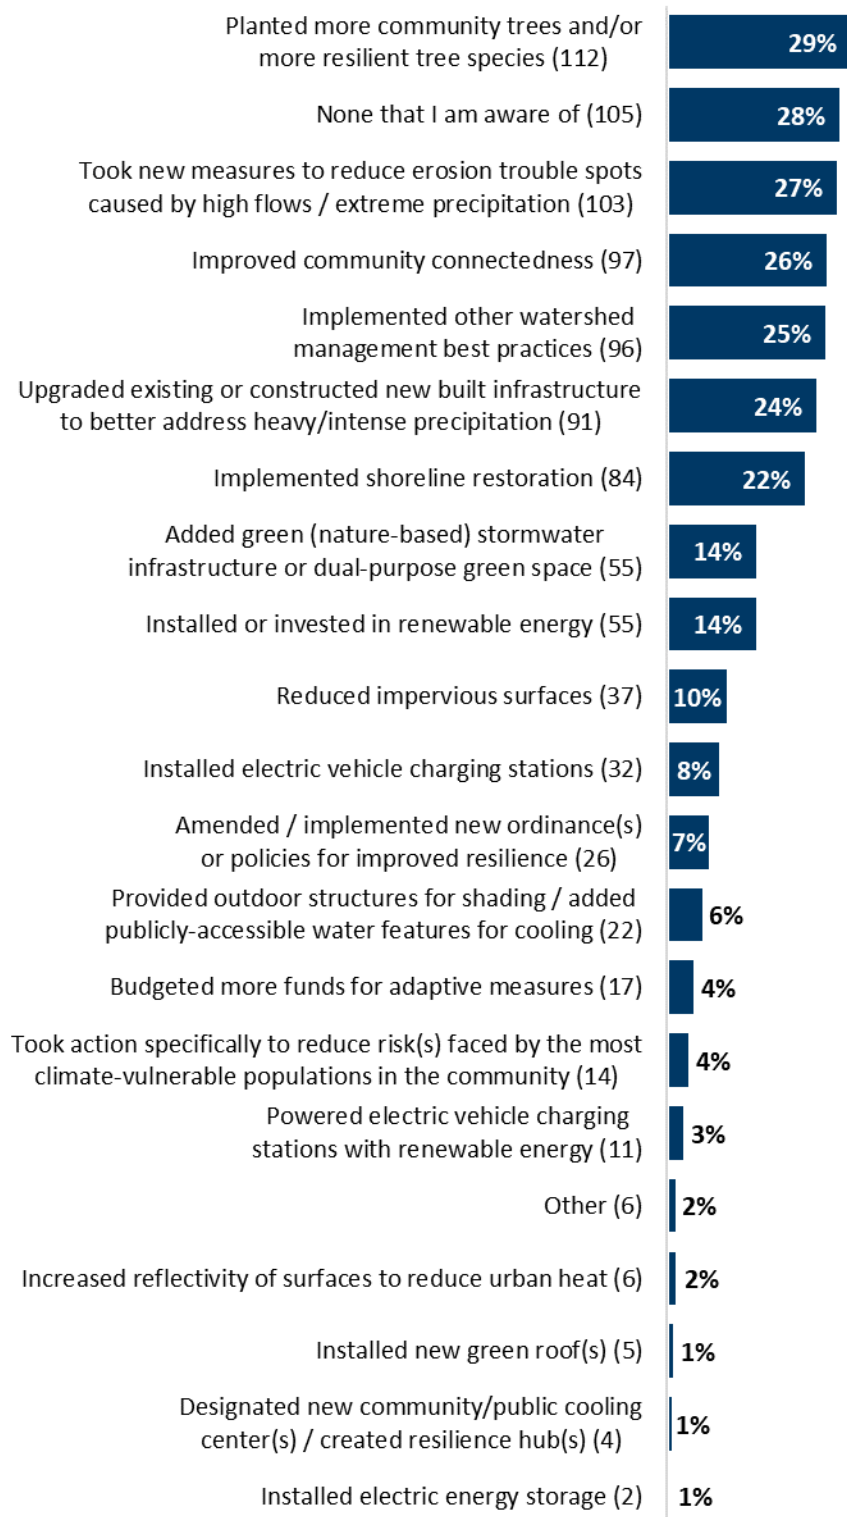 Planted more community trees and/or
more resilient tree species (112)
29%
None that I am aware of (105)
28%
Took new measures to reduce erosion trouble spots
caused by high flows / extreme precipitation (103)
27%
Improved community connectedness (97)
26%
Implemented other watershed
management best practices (96)
25%
Upgraded existing or constructed new built infrastructure
to better address heavy/intense precipitation (91)
24%
Implemented shoreline restoration (84)
22%
Added green (nature-based) stormwater
infrastructure or dual-purpose green space (55)
14%
Installed or invested in renewable energy (55)
14%
Reduced impervious surfaces (37)
10%
Installed electric vehicle charging stations (32)
8%
Amended / implemented new ordinance(s)
or policies for improved resilience (26)
7%
Provided outdoor structures for shading / added
publicly-accessible water features for cooling (22)
6%
Budgeted more funds for adaptive measures (17)
4%
Took action specifically to reduce risk(s) faced by the most
climate-vulnerable populations in the community (14)
4%
Powered electric vehicle charging
stations with renewable energy (11)
3%
Other (6)
2%
Increased reflectivity of surfaces to reduce urban heat (6)
2%
Installed new green roof(s) (5)
1%
Designated new community/public cooling
center(s) / created resilience hub(s) (4)
1%
Installed electric energy storage (2)
1%